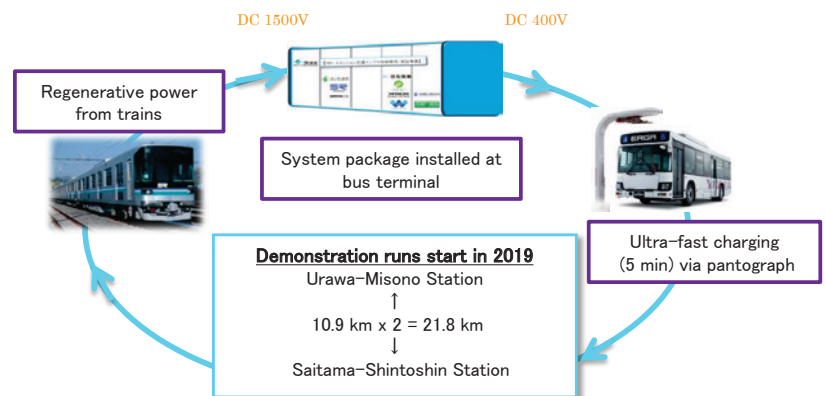 DC 1500V
DC 400V
Regenerative power
from trains
System package installed at
bus terminal
ERGA
Ultra-fast charging
(5 min) via pantograph
Demonstration runs start in 2019
Urawa-Misono Station
↑
10.9 km x 2 = 21.8 km
↓
Saitama-Shintoshin Station